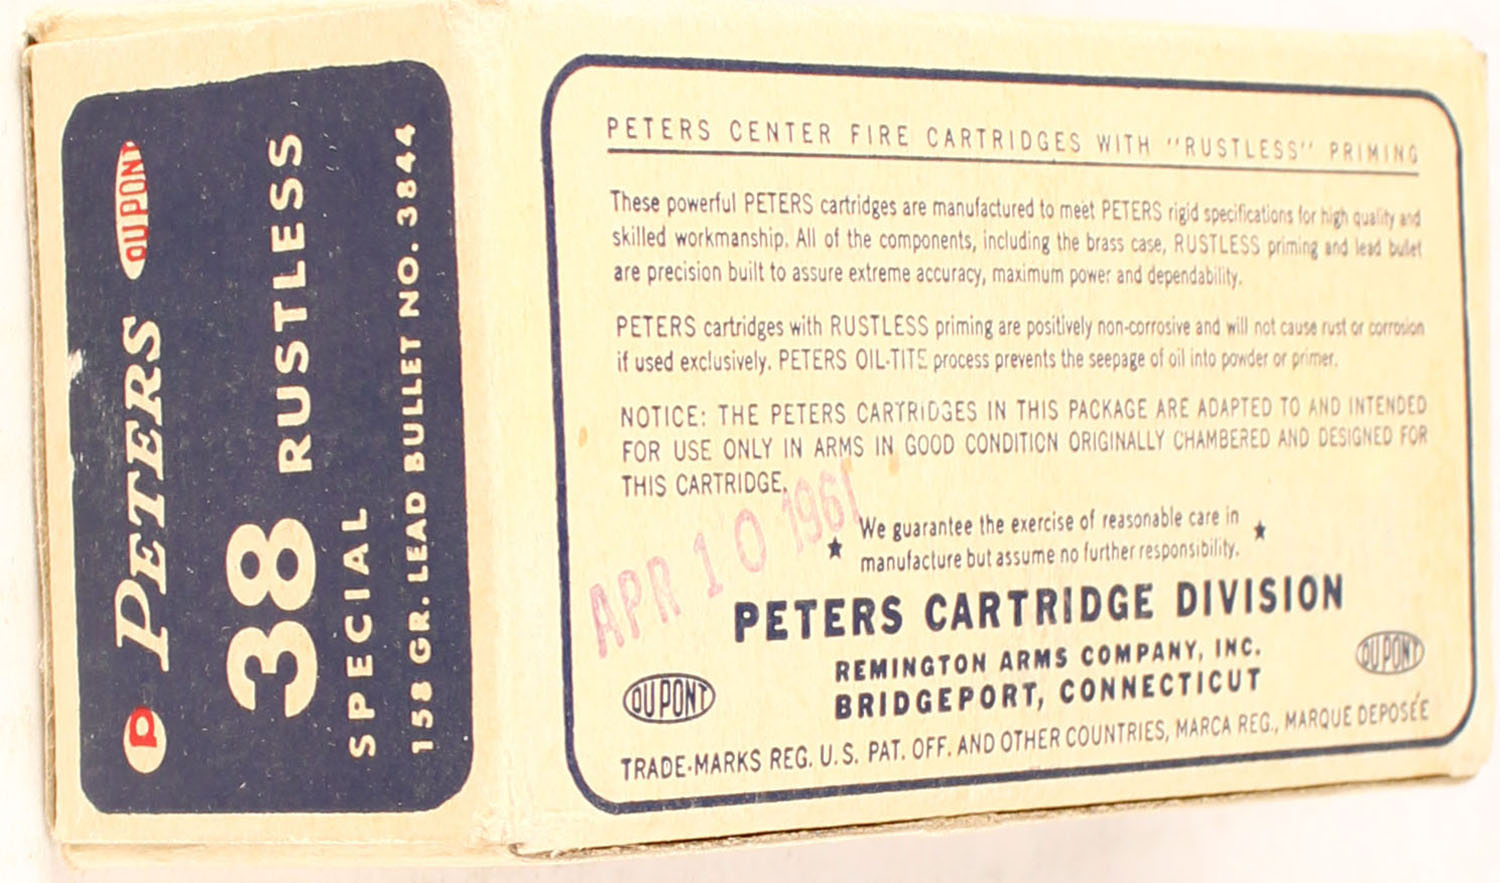 P PETERS DUPONT
38 RUSTLESS
SPECIAL
158 GR. LEAD BULLET NO. 3844
PETERS CENTER FIRE CARTRIDGES WITH "RUSTLESS" PRIMING
These powerful PETERS cartridges are manufactured to meet PETERS rigid specifications for high quality and
skilled workmanship. All of the components, including the brass case, RUSTLESS priming and lead bullet
are precision built to assure extreme accuracy, maximum power and dependability.
PETERS cartridges with RUSTLESS priming are positively non-corrosive and will not cause rust or corrosion
if used exclusively. PETERS OIL-TITE process prevents the seepage of oil into powder or primer.
NOTICE: THE PETERS CARTRIDGES IN THIS PACKAGE ARE ADAPTED TO AND INTENDED
FOR USE ONLY IN ARMS IN GOOD CONDITION ORIGINALLY CHAMBERED AND DESIGNED FOR
THIS CARTRIDGE.
APR 10 1961
★ We guarantee the exercise of reasonable care in ★
manufacture but assume no further responsibility.
PETERS CARTRIDGE DIVISION
REMINGTON ARMS COMPANY, INC.
BRIDGEPORT, CONNECTICUT
DU PONT
DU PONT
TRADE-MARKS REG. U.S. PAT. OFF. AND OTHER COUNTRIES, MARCA REG., MARQUE DEPOSÉE